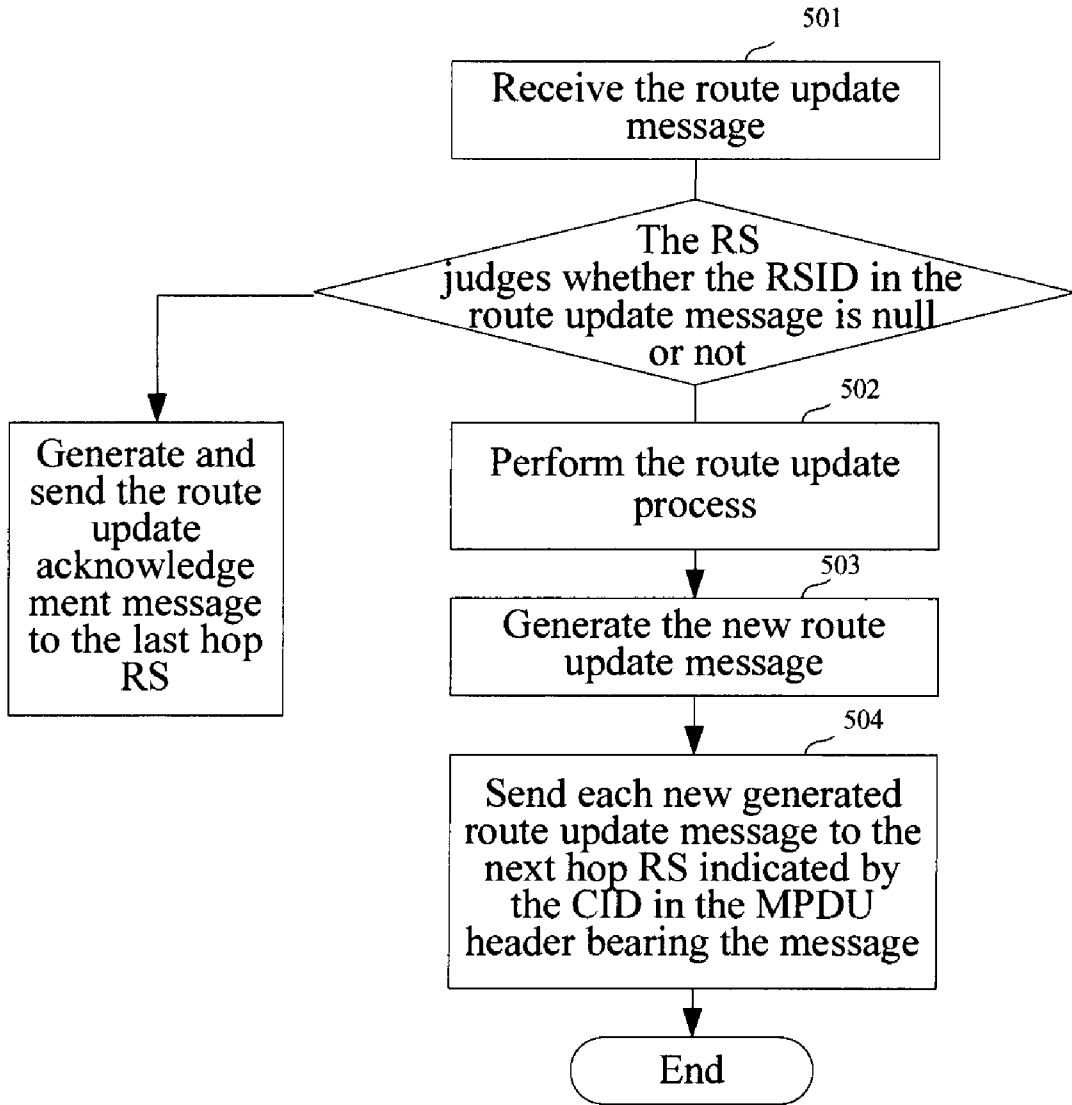 501
Receive the route update
message
The RS
judges whether the RSID in the
route update message is null
or not
502
Generate and
send the route
update
acknowledge
ment message
to the last hop
RS
Perform the route update
process
503
Generate the new route
update message
504
Send each new generated
route update message to the
next hop RS indicated by
the CID in the MPDU
header bearing the message
End